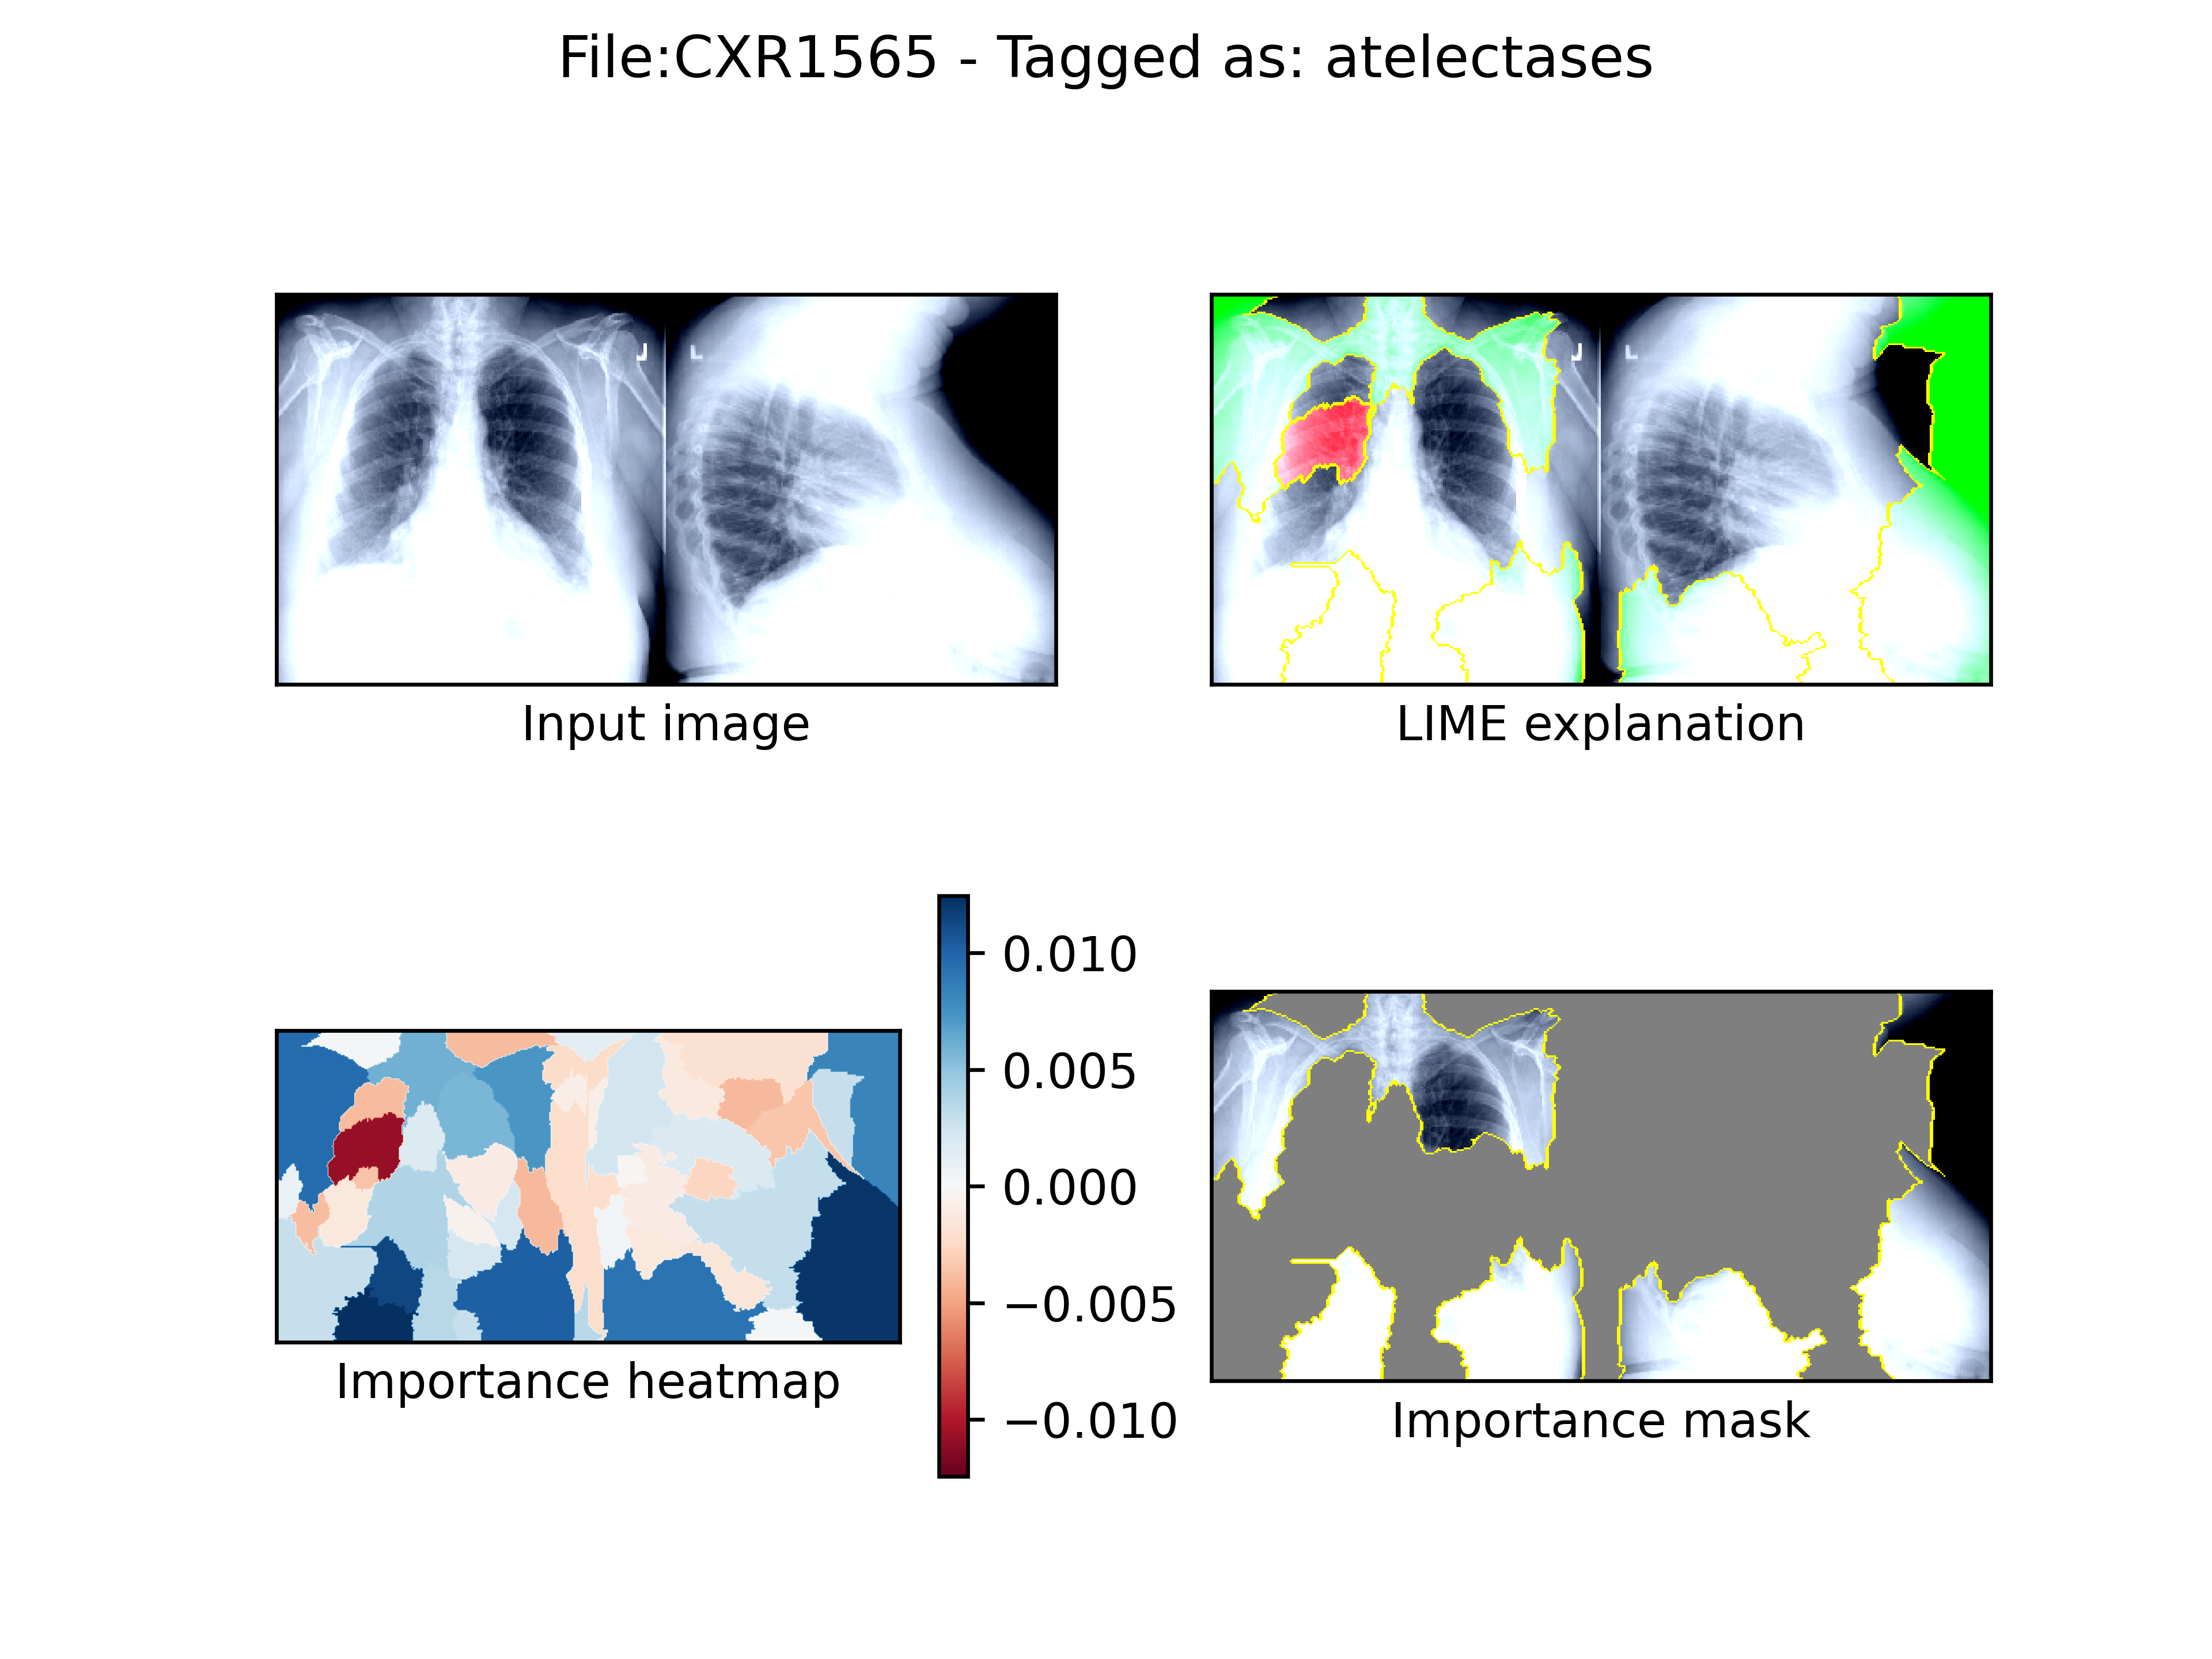 File:CXR1565 - Tagged as: atelectases
L
Input image
L
LIME explanation
0.010
0.005
0.000
−0.005
−0.010
Importance heatmap
Importance mask